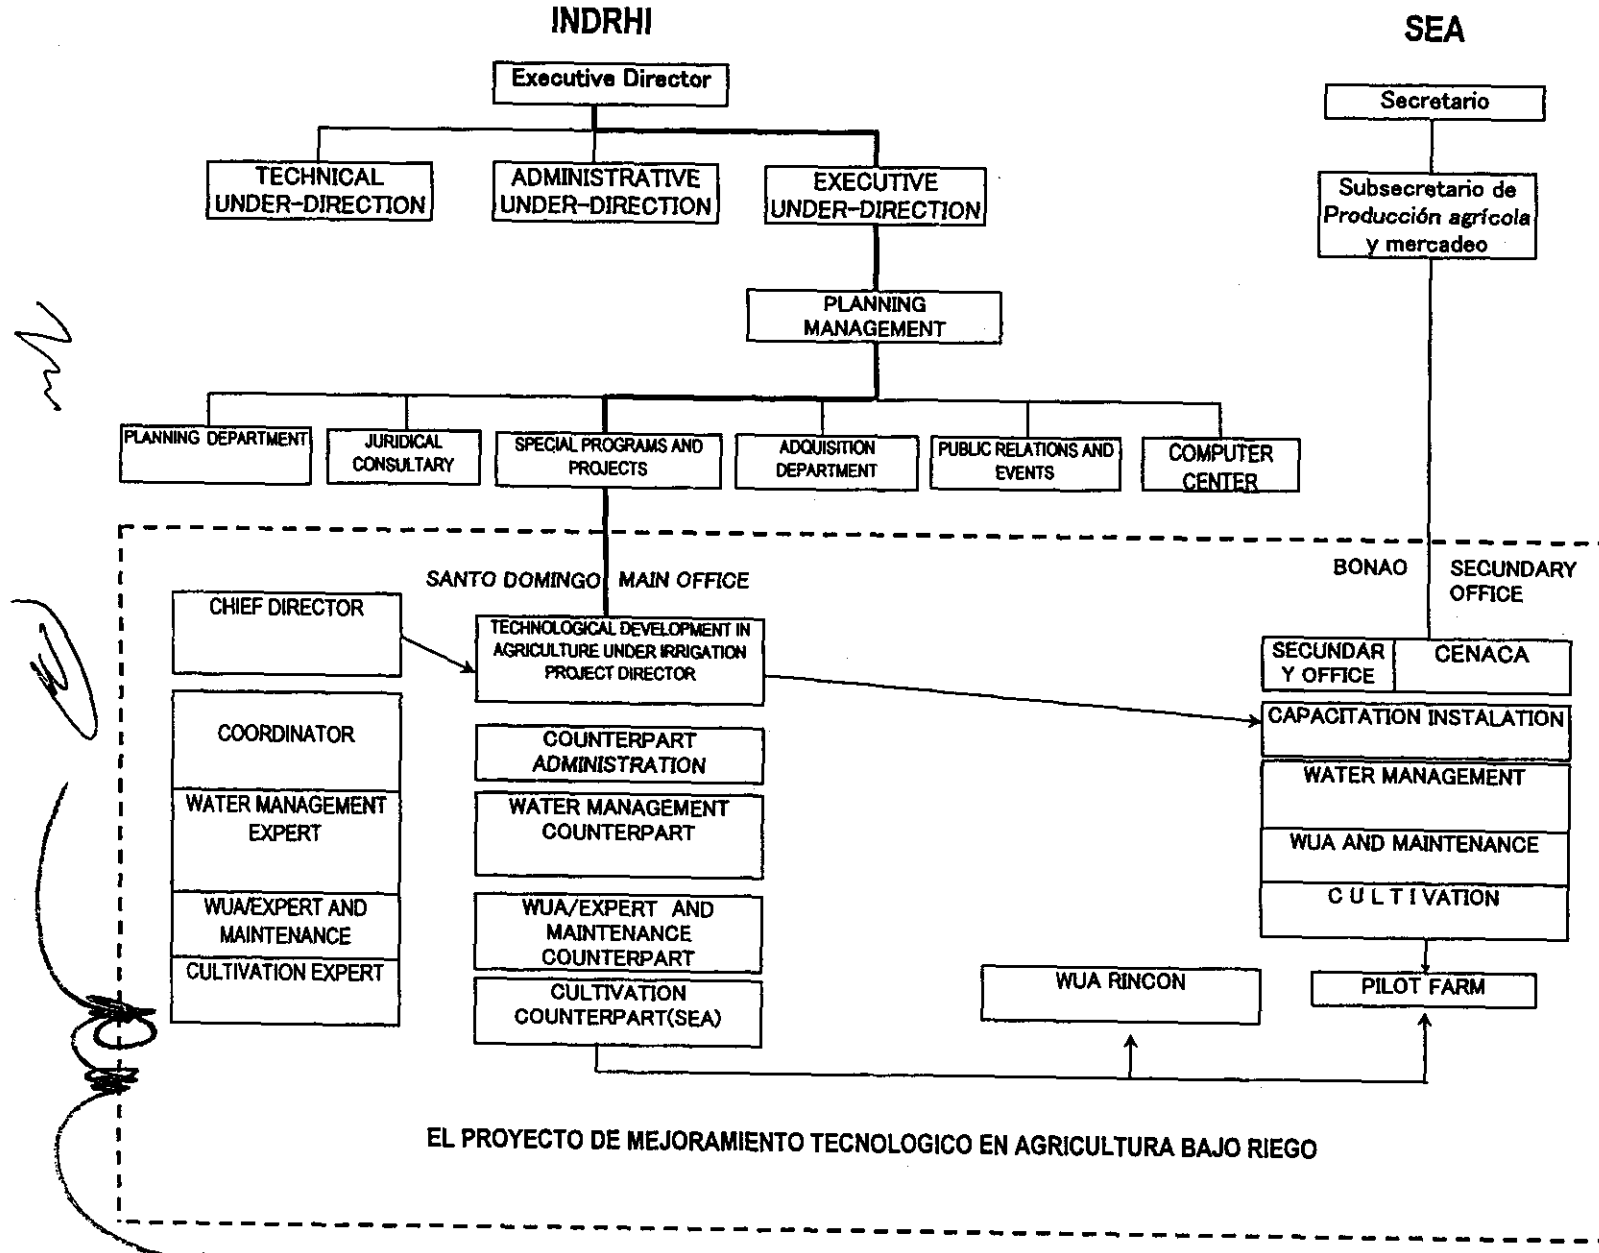 INDRHI
SEA
Executive Director
Secretario
TECHNICAL
UNDER-DIRECTION
ADMINISTRATIVE
UNDER-DIRECTION
EXECUTIVE
UNDER-DIRECTION
Subsecretario de
Producción agrícola
y mercadeo
PLANNING
MANAGEMENT
PLANNING DEPARTMENT
JURIDICAL
CONSULTARY
SPECIAL PROGRAMS AND
PROJECTS
ADQUISITION
DEPARTMENT
PUBLIC RELATIONS AND
EVENTS
COMPUTER
CENTER
SANTO DOMINGO MAIN OFFICE
BONAO SECUNDARY
OFFICE
CHIEF DIRECTOR
TECHNOLOGICAL DEVELOPMENT IN
AGRICULTURE UNDER IRRIGATION
PROJECT DIRECTOR
SECUNDAR
Y OFFICE
CENACA
CAPACITATION INSTALATION
COORDINATOR
COUNTERPART
ADMINISTRATION
WATER MANAGEMENT
WATER MANAGEMENT
EXPERT
WATER MANAGEMENT
COUNTERPART
WUA AND MAINTENANCE
WUA/EXPERT AND
MAINTENANCE
WUA/EXPERT AND
MAINTENANCE
COUNTERPART
C U L T I VATION
CULTIVATION EXPERT
CULTIVATION
COUNTERPART(SEA)
WUA RINCON
PILOT FARM
EL PROYECTO DE MEJORAMIENTO TECNOLOGICO EN AGRICULTURA BAJO RIEGO